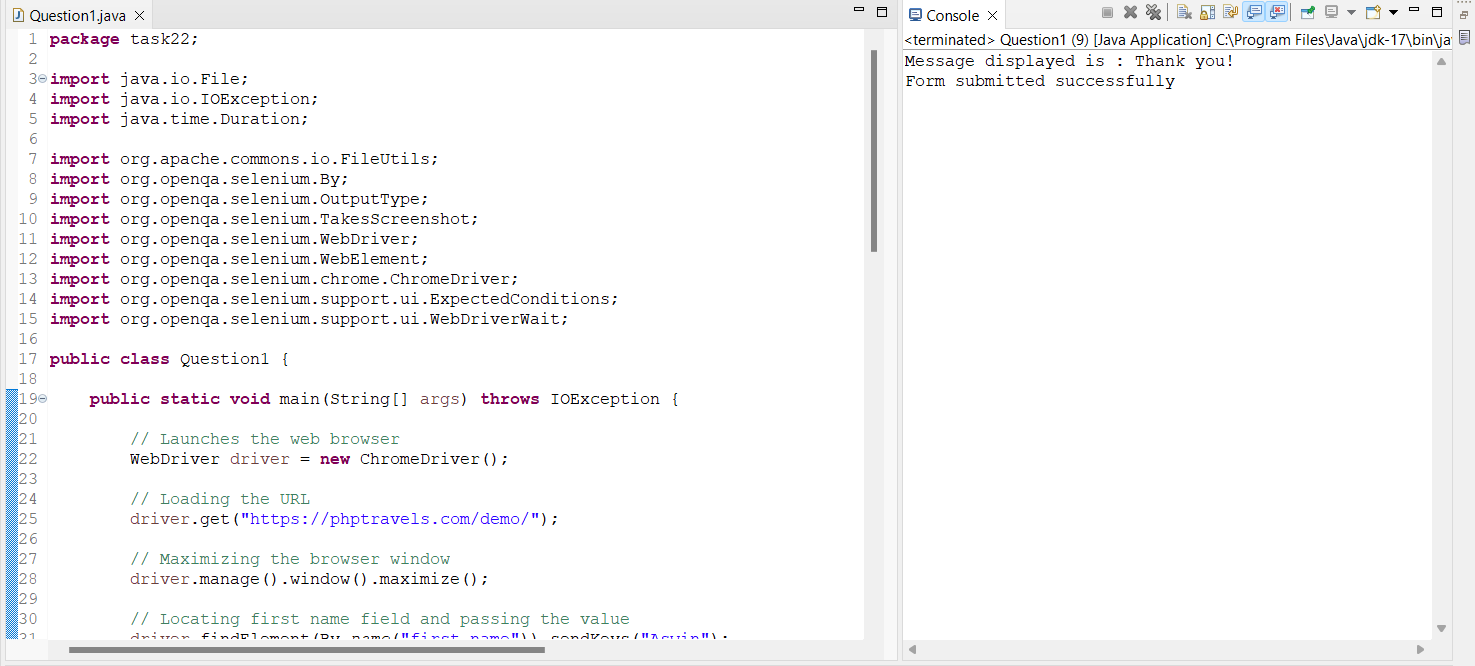 Question1.java
1 package task22;
2
3 import java.io.File;
4 import java.io.IOException;
5 import java.time.Duration;
6
7 import org.apache.commons.io.FileUtils;
8 import org.openqa.selenium.By;
9 import org.openqa.selenium.OutputType;
10 import org.openqa.selenium.TakesScreenshot;
11 import org.openqa.selenium.WebDriver;
12 import org.openqa.selenium.WebElement;
13 import org.openqa.selenium.chrome.ChromeDriver;
14 import org.openqa.selenium.support.ui.ExpectedConditions;
15 import org.openqa.selenium.support.ui.WebDriverWait;
16
17 public class Question1 {
18
19 public static void main(String[] args) throws IOException {
20
21 // Launches the web browser
22 WebDriver driver = new ChromeDriver();
23
24 // Loading the URL
25 driver.get("https://phptravels.com/demo/");
26
27 // Maximizing the browser window
28 driver.manage().window().maximize();
29
30 // Locating first name field and passing the value
31 driver.findElement(By.name("first_name")).sendKeys("Aswin");
Console
<terminated> Question1 (9) [Java Application] C:\Program Files\Java\jdk-17\bin\ja
Message displayed is : Thank you!
Form submitted successfully